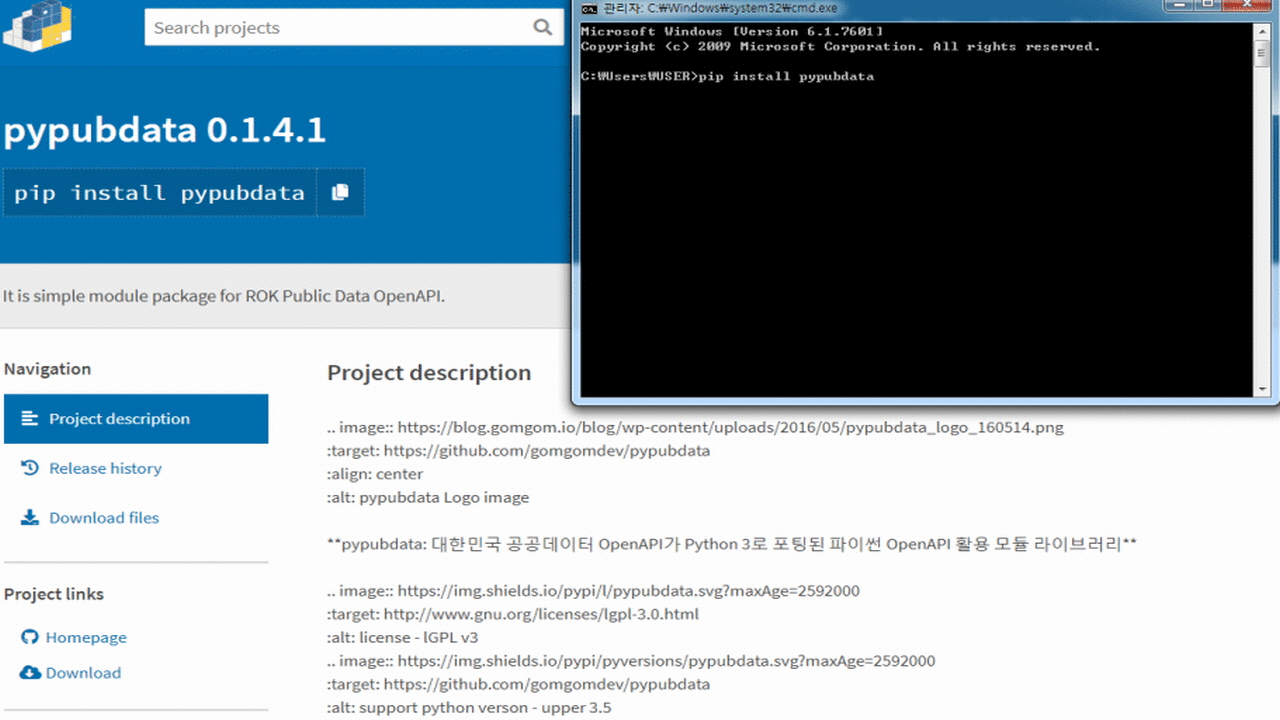 Search projects
pypubdata 0.1.4.1
pip install pypubdata
It is simple module package for ROK Public Data OpenAPI.
관리자: C:₩Windows₩system32₩cmd.exe
Microsoft Windows [Version 6.1.7601]
Copyright (c) 2009 Microsoft Corporation. All rights reserved.
C:₩Users₩USER>pip install pypubdata
Navigation
Project description
Release history
Download files
Project links
Homepage
Download
Project description
.. image:: https://blog.gomgom.io/blog/wp-content/uploads/2016/05/pypubdata_logo_160514.png
:target: https://github.com/gomgomdev/pypubdata
:align: center
:alt: pypubdata Logo image
**pypubdata: 대한민국 공공데이터 OpenAPI가 Python 3로 포팅된 파이썬 OpenAPI 활용 모듈 라이브러리**
.. image:: https://img.shields.io/pypi/l/pypubdata.svg?maxAge=2592000
:target: http://www.gnu.org/licenses/lgpl-3.0.html
:alt: license - lGPL v3
.. image:: https://img.shields.io/pypi/pyversions/pypubdata.svg?maxAge=2592000
:target: https://github.com/gomgomdev/pypubdata
:alt: support python verson - upper 3.5